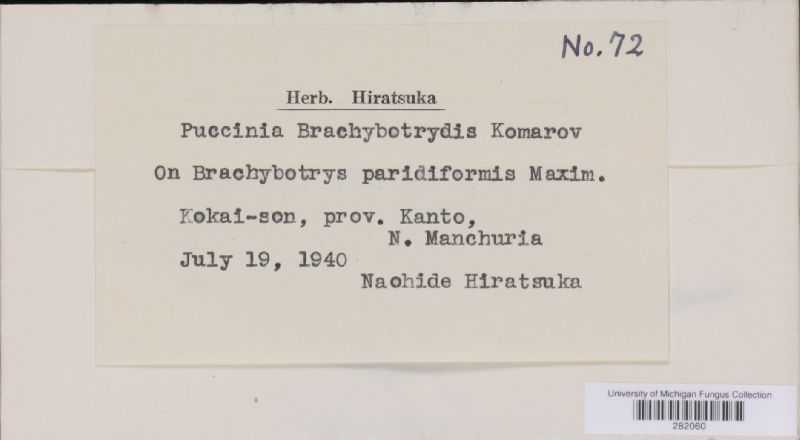 No. 72
Herb. Hiratsuka
Puccinia Brachybotrydis Komarov
On Brachybotrys paridiformis Maxim.
Kokai-son, prov. Kanto,
N. Manchuria
July 19, 1940
Naohide Hiratsuka
University of Michigan Fungus Collection
282060